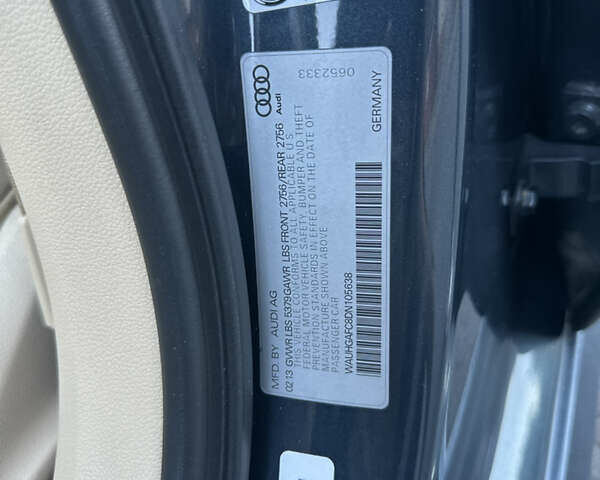 MFD. BY AUDI AG
Audi
02 13 GVWR LBS 5379 GAWR LBS FRONT 2756/REAR 2756
THIS VEHICLE CONFORMS TO ALL APPLICABLE U S
FEDERAL MOTOR VEHICLE SAFETY, BUMPER AND THEFT
PREVENTION STANDARDS IN EFFECT ON THE DATE OF
MANUFACTURE SHOWN ABOVE
PASSENGER CAR
WAUHGAFC8DN105638
0652333
GERMANY